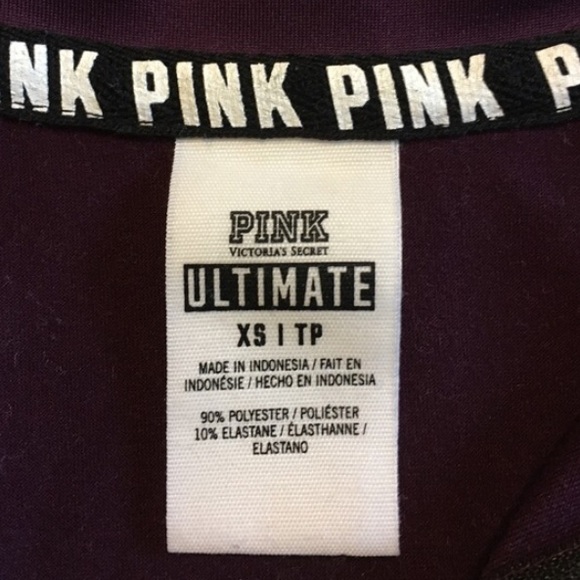 NK PINK PINK P
PINK
VICTORIA'S SECRET
ULTIMATE
XS | TP
MADE IN INDONESIA / FAIT EN
INDONÉSIE / HECHO EN INDONESIA
90% POLYESTER / POLIÉSTER
10% ELASTANE / ÉLASTHANNE /
ELASTANO